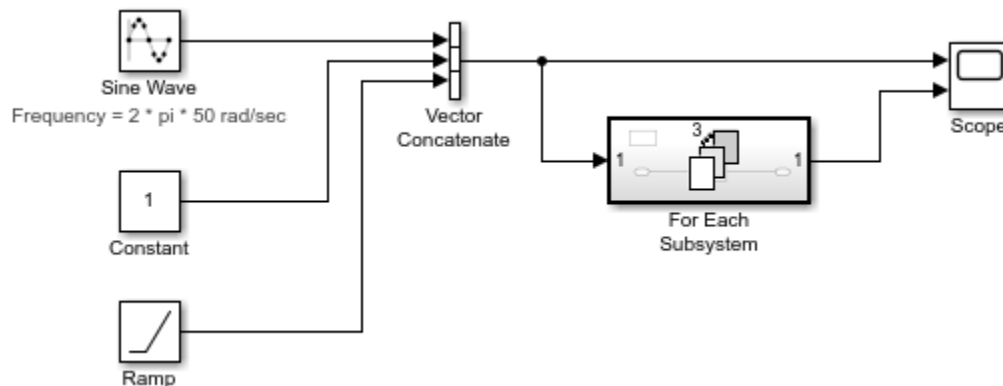 Sine Wave
Frequency = 2 * pi * 50 rad/sec
1
Constant
Ramp
Vector
Concatenate
1
3
1
For Each
Subsystem
Scope